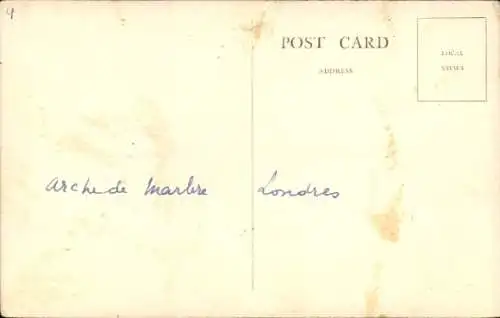 4
POST CARD
ADDRESS
LOCAL
VIEWS
Arche de Marbre Londres